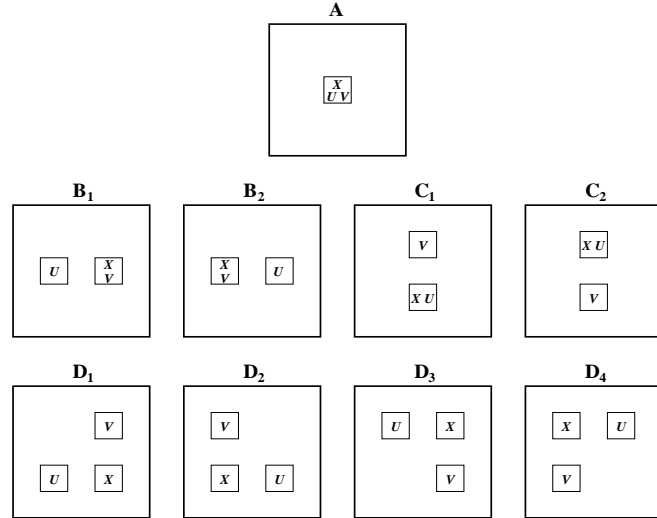 A
X
U V
B₁ B₂ C₁ C₂
U X V X V U V X U X U V
D₁ D₂ D₃ D₄
V V U X X U
U X X U V V